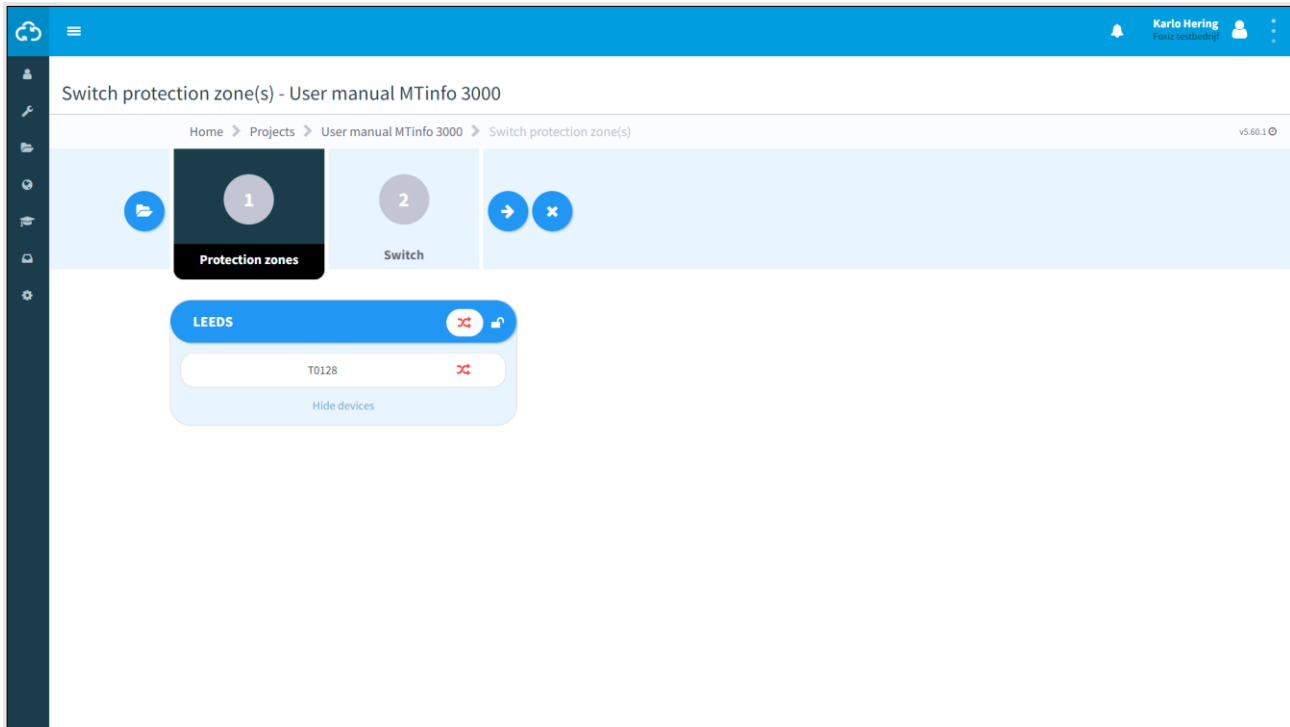 Karlo Hering
Foxiz testbedrijf
Switch protection zone(s) - User manual MTinfo 3000
Home Projects User manual MTinfo 3000 Switch protection zone(s)
v5.60.1
1
2
Protection zones
Switch
LEEDS
T0128
Hide devices